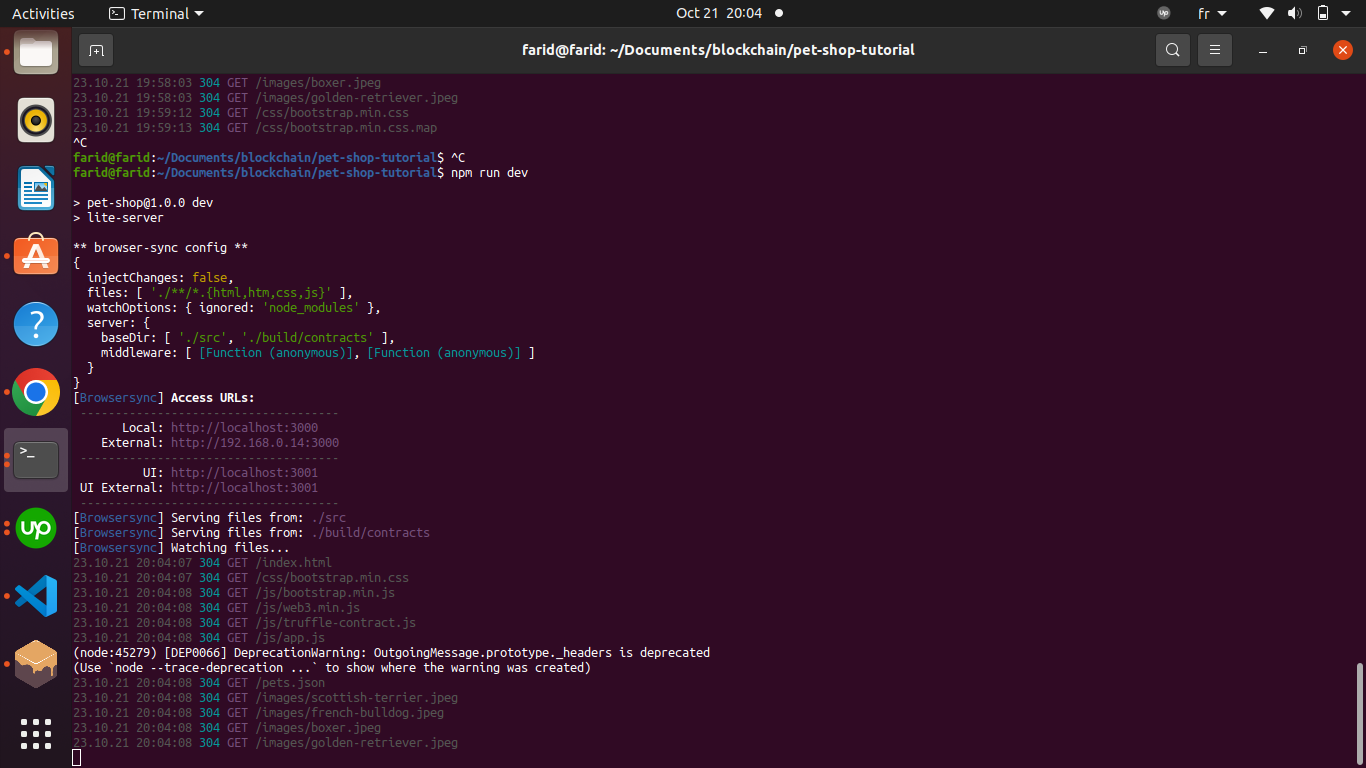 Activities
Terminal
Oct 21 20:04
fr
farid@farid: ~/Documents/blockchain/pet-shop-tutorial
23.10.21 19:58:03 304 GET /images/boxer.jpeg
23.10.21 19:58:03 304 GET /images/golden-retriever.jpeg
23.10.21 19:59:12 304 GET /css/bootstrap.min.css
23.10.21 19:59:13 304 GET /css/bootstrap.min.css.map
^C
farid@farid:~/Documents/blockchain/pet-shop-tutorial$ ^C
farid@farid:~/Documents/blockchain/pet-shop-tutorial$ npm run dev
> pet-shop@1.0.0 dev
> lite-server
** browser-sync config **
{
  injectChanges: false,
  files: [ './**/*.{html,htm,css,js}' ],
  watchOptions: { ignored: 'node_modules' },
  server: {
    baseDir: [ './src', './build/contracts' ],
    middleware: [ [Function (anonymous)], [Function (anonymous)] ]
  }
}
[Browsersync] Access URLs:
 -------------------------------------
       Local: http://localhost:3000
    External: http://192.168.0.14:3000
 -------------------------------------
          UI: http://localhost:3001
 UI External: http://localhost:3001
 -------------------------------------
[Browsersync] Serving files from: ./src
[Browsersync] Serving files from: ./build/contracts
[Browsersync] Watching files...
23.10.21 20:04:07 304 GET /index.html
23.10.21 20:04:07 304 GET /css/bootstrap.min.css
23.10.21 20:04:08 304 GET /js/bootstrap.min.js
23.10.21 20:04:08 304 GET /js/web3.min.js
23.10.21 20:04:08 304 GET /js/truffle-contract.js
23.10.21 20:04:08 304 GET /js/app.js
(node:45279) [DEP0066] DeprecationWarning: OutgoingMessage.prototype._headers is deprecated
(Use `node --trace-deprecation ...` to show where the warning was created)
23.10.21 20:04:08 304 GET /pets.json
23.10.21 20:04:08 304 GET /images/scottish-terrier.jpeg
23.10.21 20:04:08 304 GET /images/french-bulldog.jpeg
23.10.21 20:04:08 304 GET /images/boxer.jpeg
23.10.21 20:04:08 304 GET /images/golden-retriever.jpeg